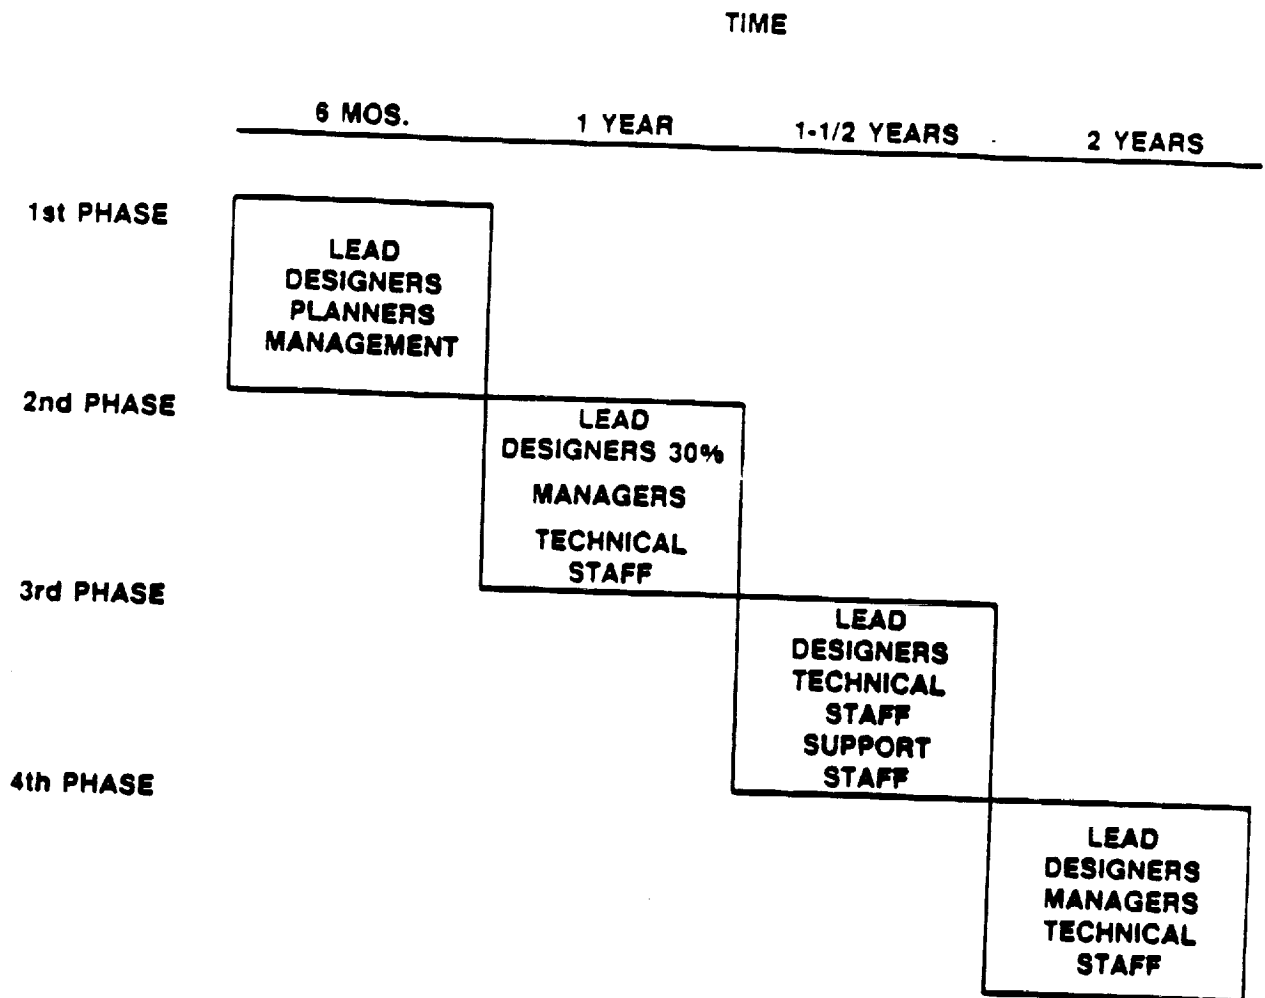 TIME
6 MOS.
1 YEAR
1-1/2 YEARS
2 YEARS
1st PHASE
LEAD
DESIGNERS
PLANNERS
MANAGEMENT
2nd PHASE
LEAD
DESIGNERS 30%
MANAGERS
TECHNICAL
STAFF
3rd PHASE
LEAD
DESIGNERS
TECHNICAL
STAFF
SUPPORT
STAFF
4th PHASE
LEAD
DESIGNERS
MANAGERS
TECHNICAL
STAFF